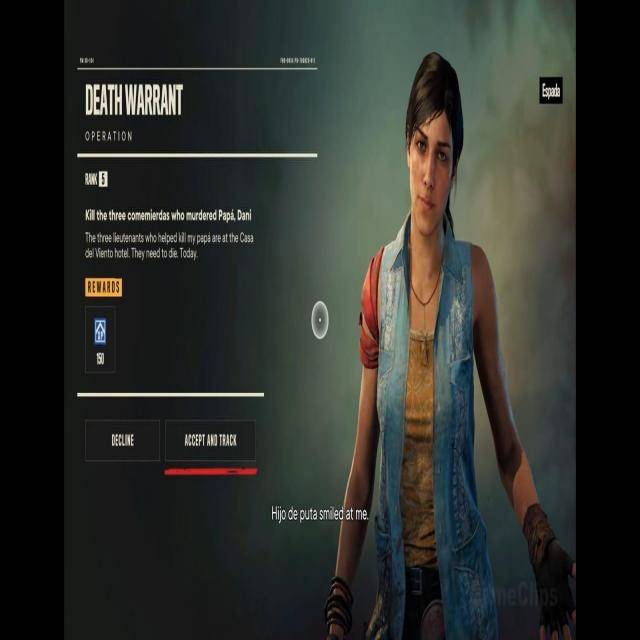 Espada
DEATH WARRANT
OPERATION
RANK 5
Kill the three comemierdas who murdered Papá, Dani
The three lieutenants who helped kill my papá are at the Casa
del Viento hotel. They need to die. Today.
REWARDS
150
DECLINE
ACCEPT AND TRACK
Hijo de puta smiled at me.